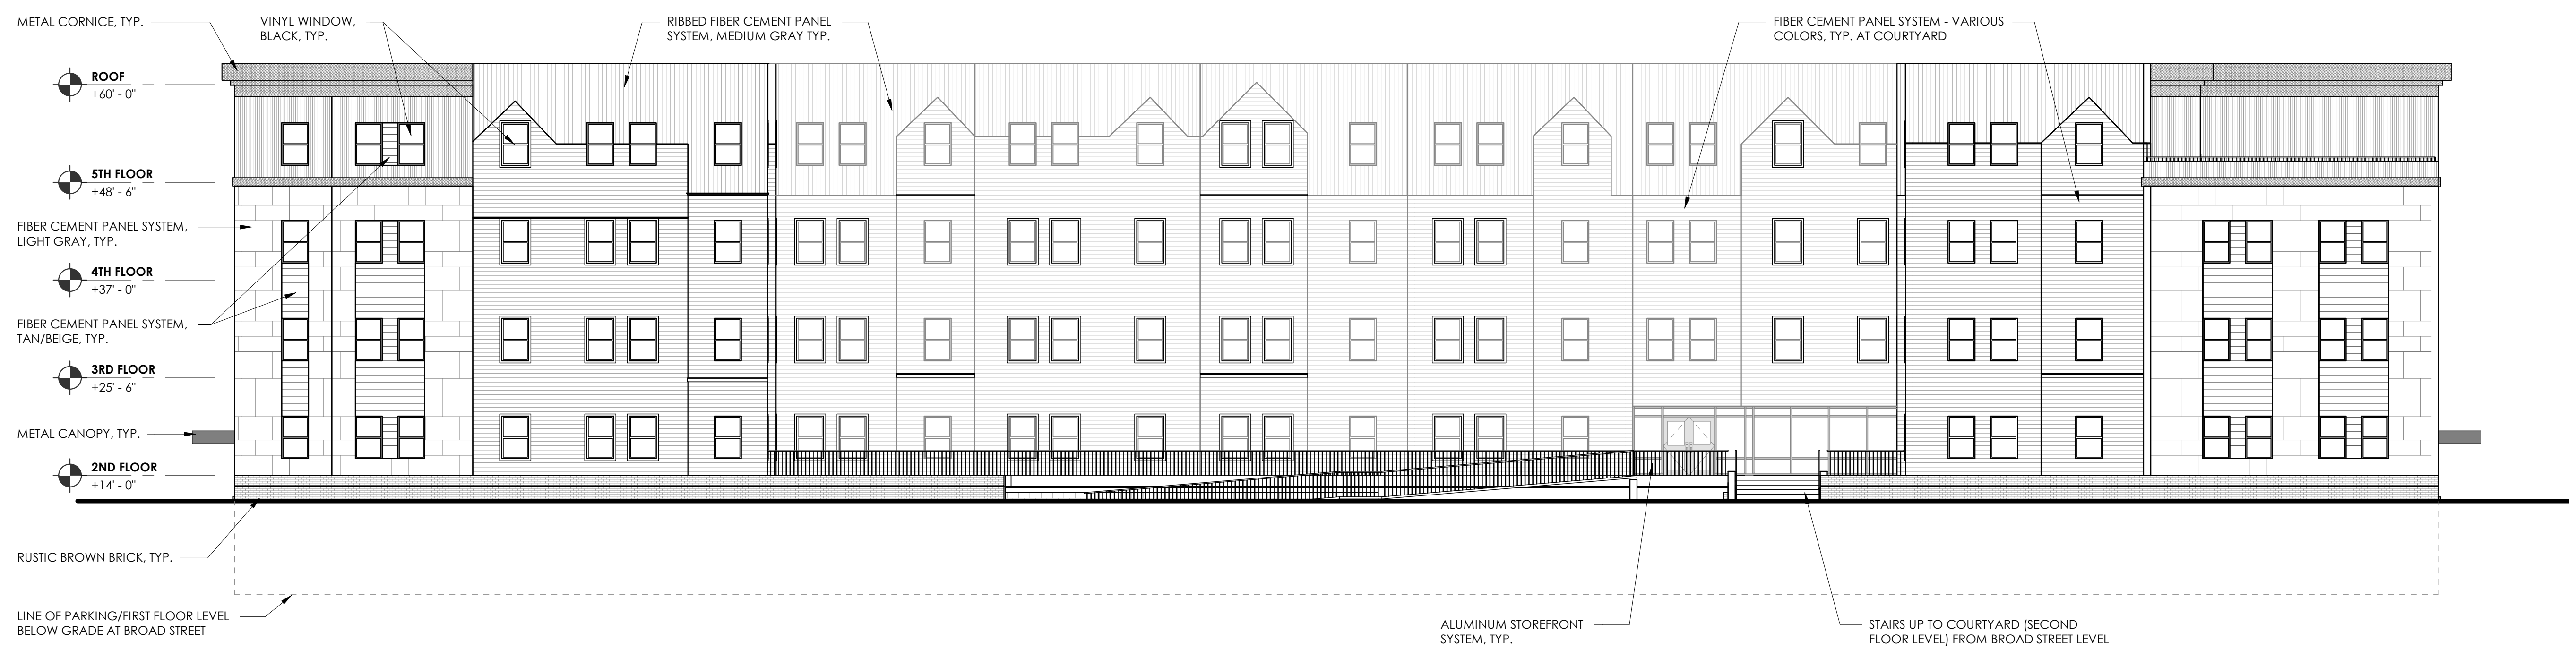 METAL CORNICE, TYP.
VINYL WINDOW,
BLACK, TYP.
RIBBED FIBER CEMENT PANEL
SYSTEM, MEDIUM GRAY TYP.
FIBER CEMENT PANEL SYSTEM - VARIOUS
COLORS, TYP. AT COURTYARD
ROOF
+60' - 0"
5TH FLOOR
+48' - 6"
FIBER CEMENT PANEL SYSTEM,
LIGHT GRAY, TYP.
4TH FLOOR
+37' - 0"
FIBER CEMENT PANEL SYSTEM,
TAN/BEIGE, TYP.
3RD FLOOR
+25' - 6"
METAL CANOPY, TYP.
2ND FLOOR
+14' - 0"
RUSTIC BROWN BRICK, TYP.
LINE OF PARKING/FIRST FLOOR LEVEL
BELOW GRADE AT BROAD STREET
ALUMINUM STOREFRONT
SYSTEM, TYP.
STAIRS UP TO COURTYARD (SECOND
FLOOR LEVEL) FROM BROAD STREET LEVEL